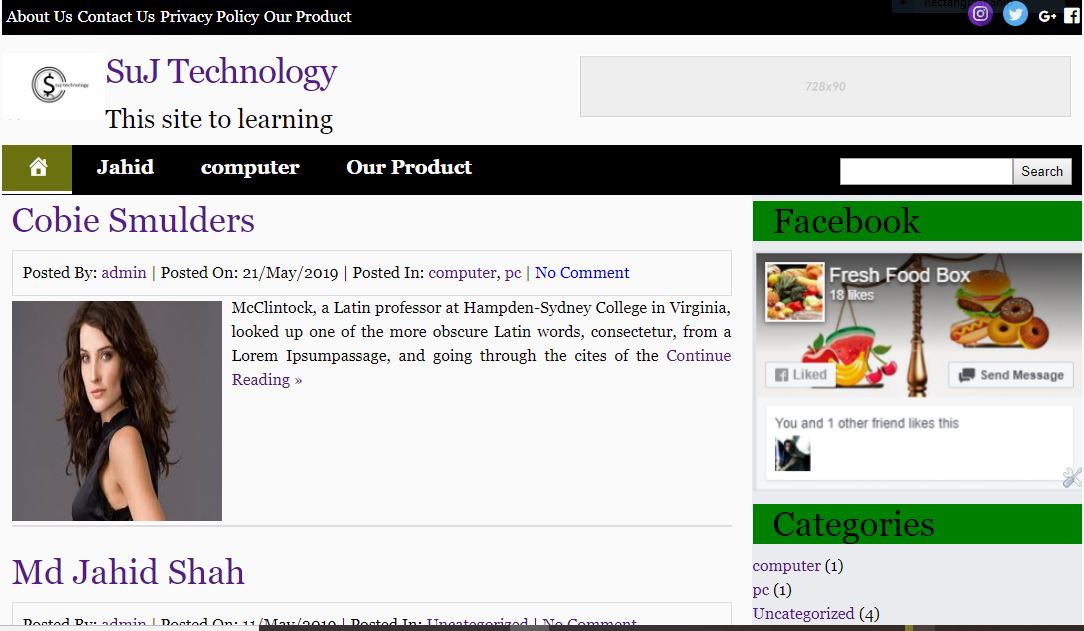 About Us Contact Us Privacy Policy Our Product
G+
SuJ Technology
Suj technology
This site to learning
728x90
Jahid computer Our Product
Search
Cobie Smulders
Posted By: admin | Posted On: 21/May/2019 | Posted In: computer, pc | No Comment
McClintock, a Latin professor at Hampden-Sydney College in Virginia,
looked up one of the more obscure Latin words, consectetur, from a
Lorem Ipsumpassage, and going through the cites of the Continue
Reading »
Md Jahid Shah
Posted By: admin | Posted On: 11/May/2019 | Posted In: Uncategorized | No Comment
Facebook
Fresh Food Box
18 likes
Liked
Send Message
You and 1 other friend likes this
Categories
computer (1)
pc (1)
Uncategorized (4)